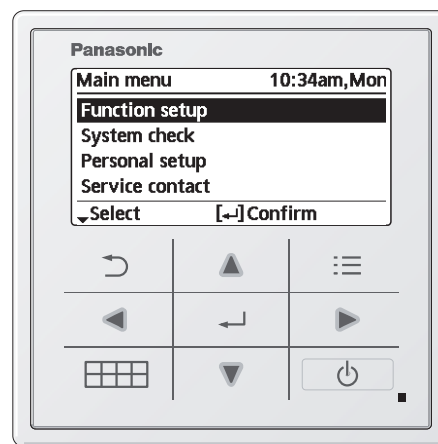 Panasonic
Main menu 10:34am,Mon
Function setup
System check
Personal setup
Service contact
Select [↵]Confirm